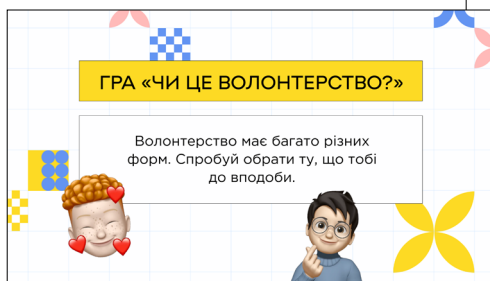 ГРА «ЧИ ЦЕ ВОЛОНТЕРСТВО?»
Волонтерство має багато різних
форм. Спробуй обрати ту, що тобі
до вподоби.